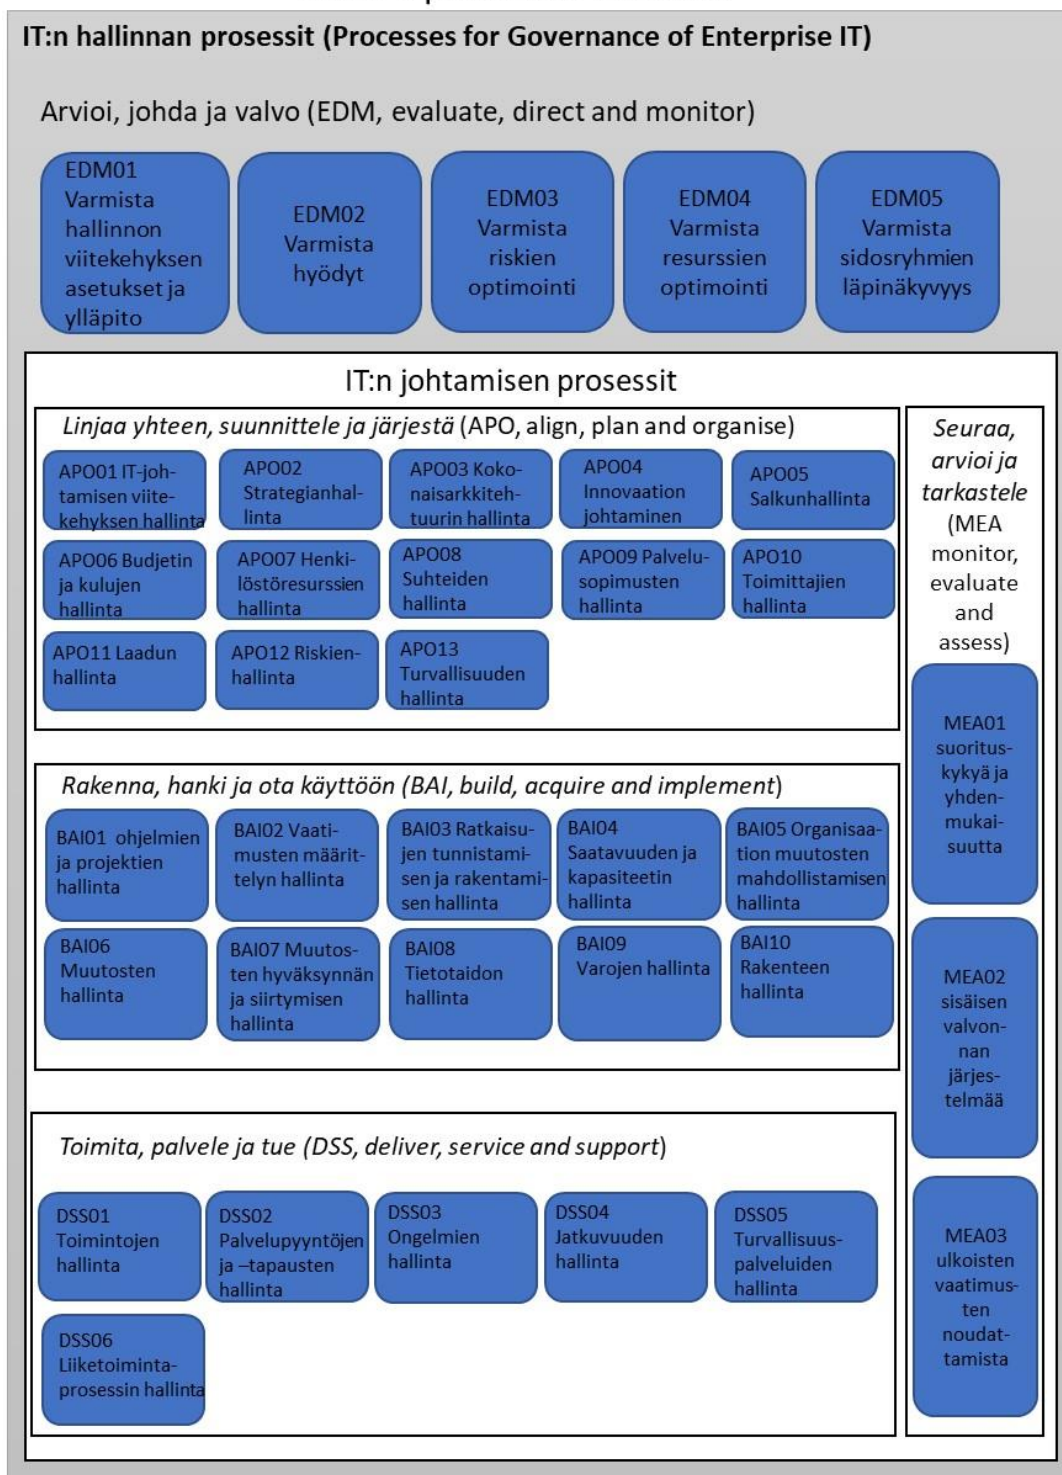 IT:n hallinnan prosessit (Processes for Governance of Enterprise IT)
Arvioi, johda ja valvo (EDM, evaluate, direct and monitor)
EDM01
Varmista
hallinnon
viitekehyksen
asetukset ja
ylläpito
EDM02
Varmista
hyödyt
EDM03
Varmista
riskien
optimointi
EDM04
Varmista
resurssien
optimointi
EDM05
Varmista
sidosryhmien
läpinäkyvyys
IT:n johtamisen prosessit
Linjaa yhteen, suunnittele ja järjestä (APO, align, plan and organise)
APO01 IT-joh-
tamisen viite-
kehyksen hallinta
APO02
Strategianhal-
linta
APO03 Koko-
naisarkkiteh-
tuurin hallinta
APO04
Innovaation
johtaminen
APO05
Salkunhallinta
APO06 Budjetin
ja kulujen
hallinta
APO07 Henki-
löstöresurssien
hallinta
APO08
Suhteiden
hallinta
APO09 Palvelu-
sopimusten
hallinta
APO10
Toimittajien
hallinta
APO11 Laadun
hallinta
APO12 Riskien-
hallinta
APO13
Turvallisuuden
hallinta
Rakenna, hanki ja ota käyttöön (BAI, build, acquire and implement)
BAI01 ohjelmien
ja projektien
hallinta
BAI02 Vaati-
musten määrit-
telyn hallinta
BAI03 Ratkaisu-
jen tunnistami-
sen ja rakentami-
sen hallinta
BAI04
Saatavuuden ja
kapasiteetin
hallinta
BAI05 Organisaa-
tion muutosten
mahdollistamisen
hallinta
BAI06
Muutosten
hallinta
BAI07 Muutos-
ten hyväksynnän
ja siirtymisen
hallinta
BAI08
Tietotaidon
hallinta
BAI09
Varojen hallinta
BAI10
Rakenteen
hallinta
Toimita, palvele ja tue (DSS, deliver, service and support)
DSS01
Toimintojen
hallinta
DSS02
Palvelupyyntöjen
ja –tapausten
hallinta
DSS03
Ongelmien
hallinta
DSS04
Jatkuvuuden
hallinta
DSS05
Turvallisuus-
palveluiden
hallinta
DSS06
Liiketoiminta-
prosessin hallinta
Seuraa,
arvioi ja
tarkastele
(MEA
monitor,
evaluate
and
assess)
MEA01
suoritus-
kykyä ja
yhden-
mukai-
suutta
MEA02
sisäisen
valvon-
nan
järjes-
telmää
MEA03
ulkoisten
vaatimus-
ten
noudat-
tamista